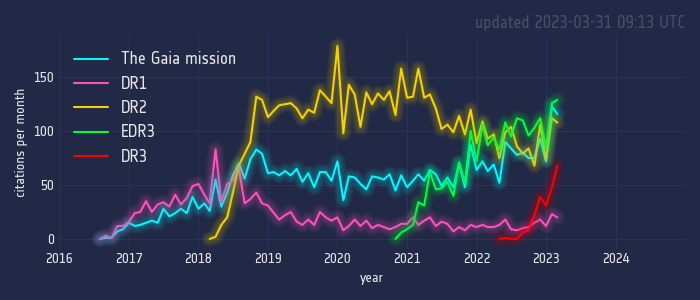 updated 2023-03-31 09:13 UTC
The Gaia mission
DR1
DR2
EDR3
DR3
citations per month
150
100
50
0
2016 2017 2018 2019 2020 2021 2022 2023 2024
year